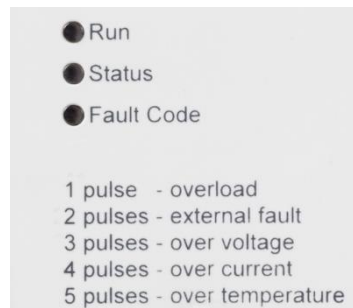 Run
Status
Fault Code
1 pulse - overload
2 pulses - external fault
3 pulses - over voltage
4 pulses - over current
5 pulses - over temperature